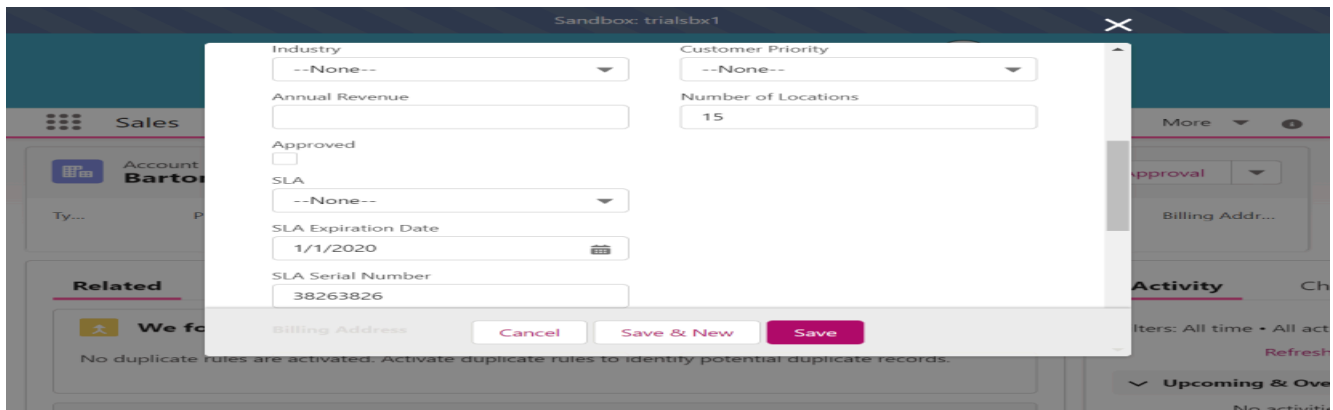 Sandbox: trialsbx1
Industry
--None--
Customer Priority
--None--
Annual Revenue
Number of Locations
15
Approved
SLA
--None--
SLA Expiration Date
1/1/2020
SLA Serial Number
38263826
Billing Address
Cancel
Save & New
Save
Sales
More
Account
Barto
Approval
Ty...
P
Billing Addr...
Related
We fo
No duplicate rules are activated. Activate duplicate rules to identify potential duplicate records.
Activity
Ch
lters: All time • All act
Refresh
Upcoming & Ove
No activiti